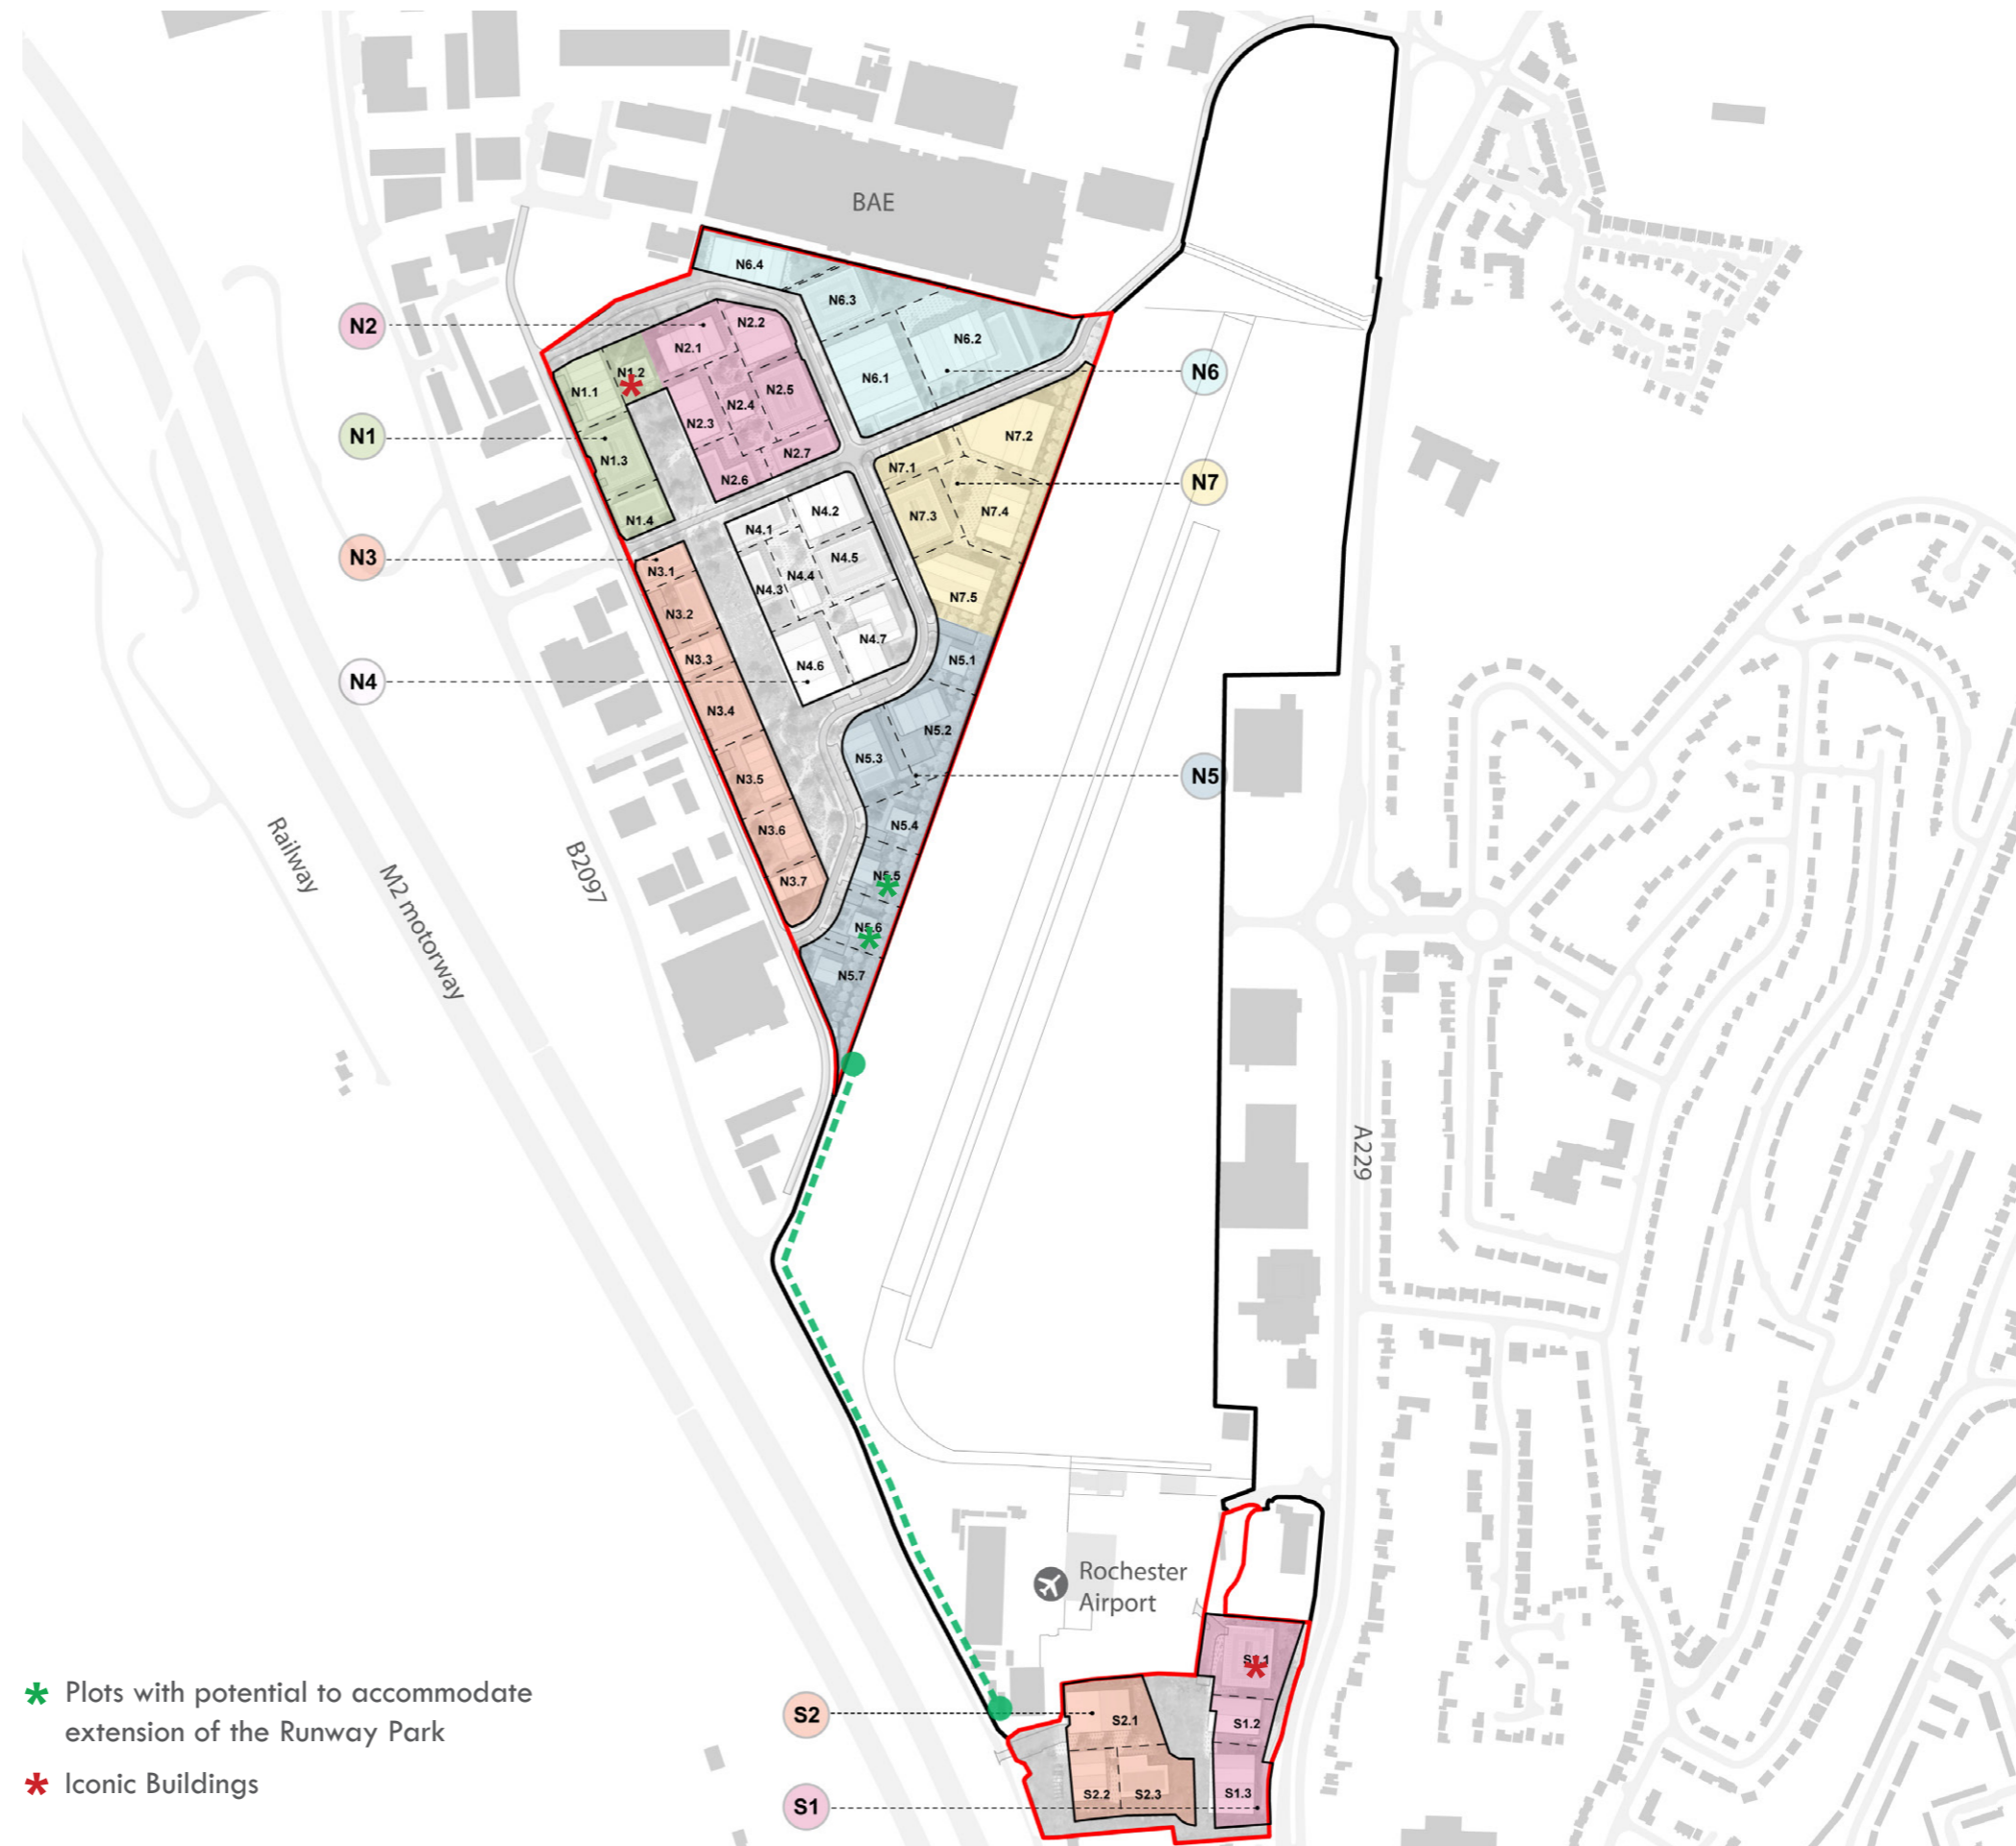 BAE
N6.4
N6.3
N6.2
N6.1
N2
N2.2
N2.1
N2.5
N2.4
N2.3
N2.7
N2.6
N1.2
N1.1
N1
N1.3
N1.4
N6
N7.2
N7.1
N7
N7.3
N7.4
N7.5
N3
N3.1
N3.2
N3.3
N3.4
N3.5
N3.6
N3.7
N4.2
N4.1
N4.5
N4.4
N4.3
N4.7
N4.6
N4
N5.1
N5.2
N5.3
N5
N5.4
N5.5
N5.6
N5.7
Railway
M2 motorway
B2097
A229
Rochester
Airport
S1.1
S1.2
S1.3
S2
S2.1
S2.2
S2.3
S1
Plots with potential to accommodate
extension of the Runway Park
Iconic Buildings